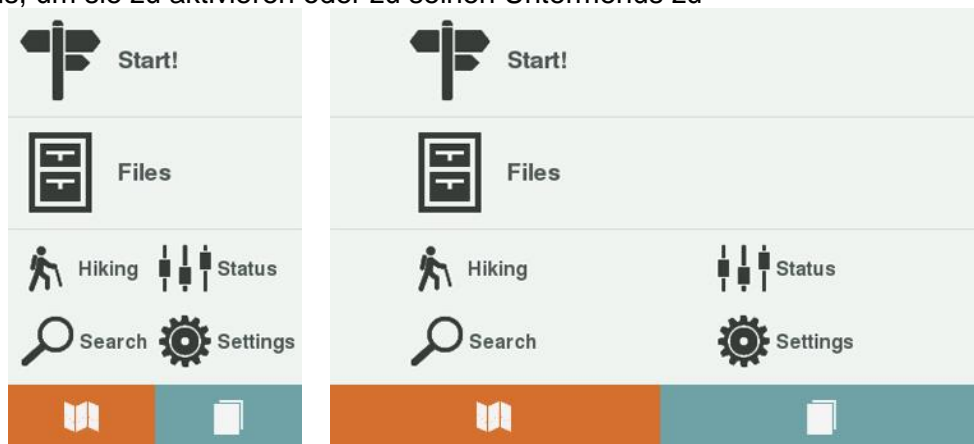 um sie zu aktivieren oder zu seinen Untermenüs zu
Start!
Files
Hiking Status
Search Settings
Start!
Files
Hiking Status
Search Settings